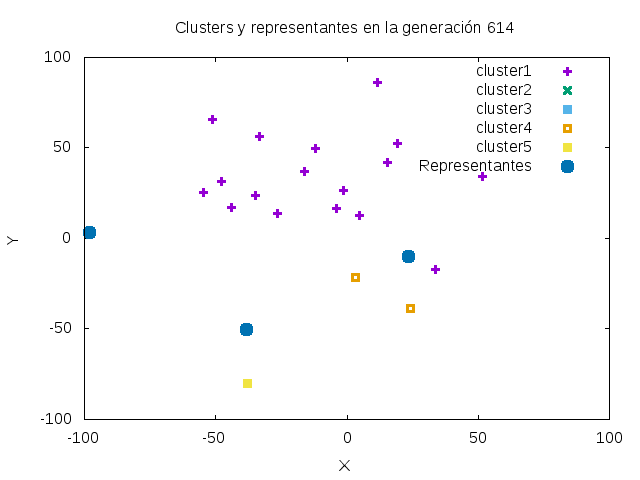 Clusters y representantes en la generación 614
100
50
0
-50
-100
Y
cluster1
cluster2
cluster3
cluster4
cluster5
Representantes
-100 -50 0 50 100
X